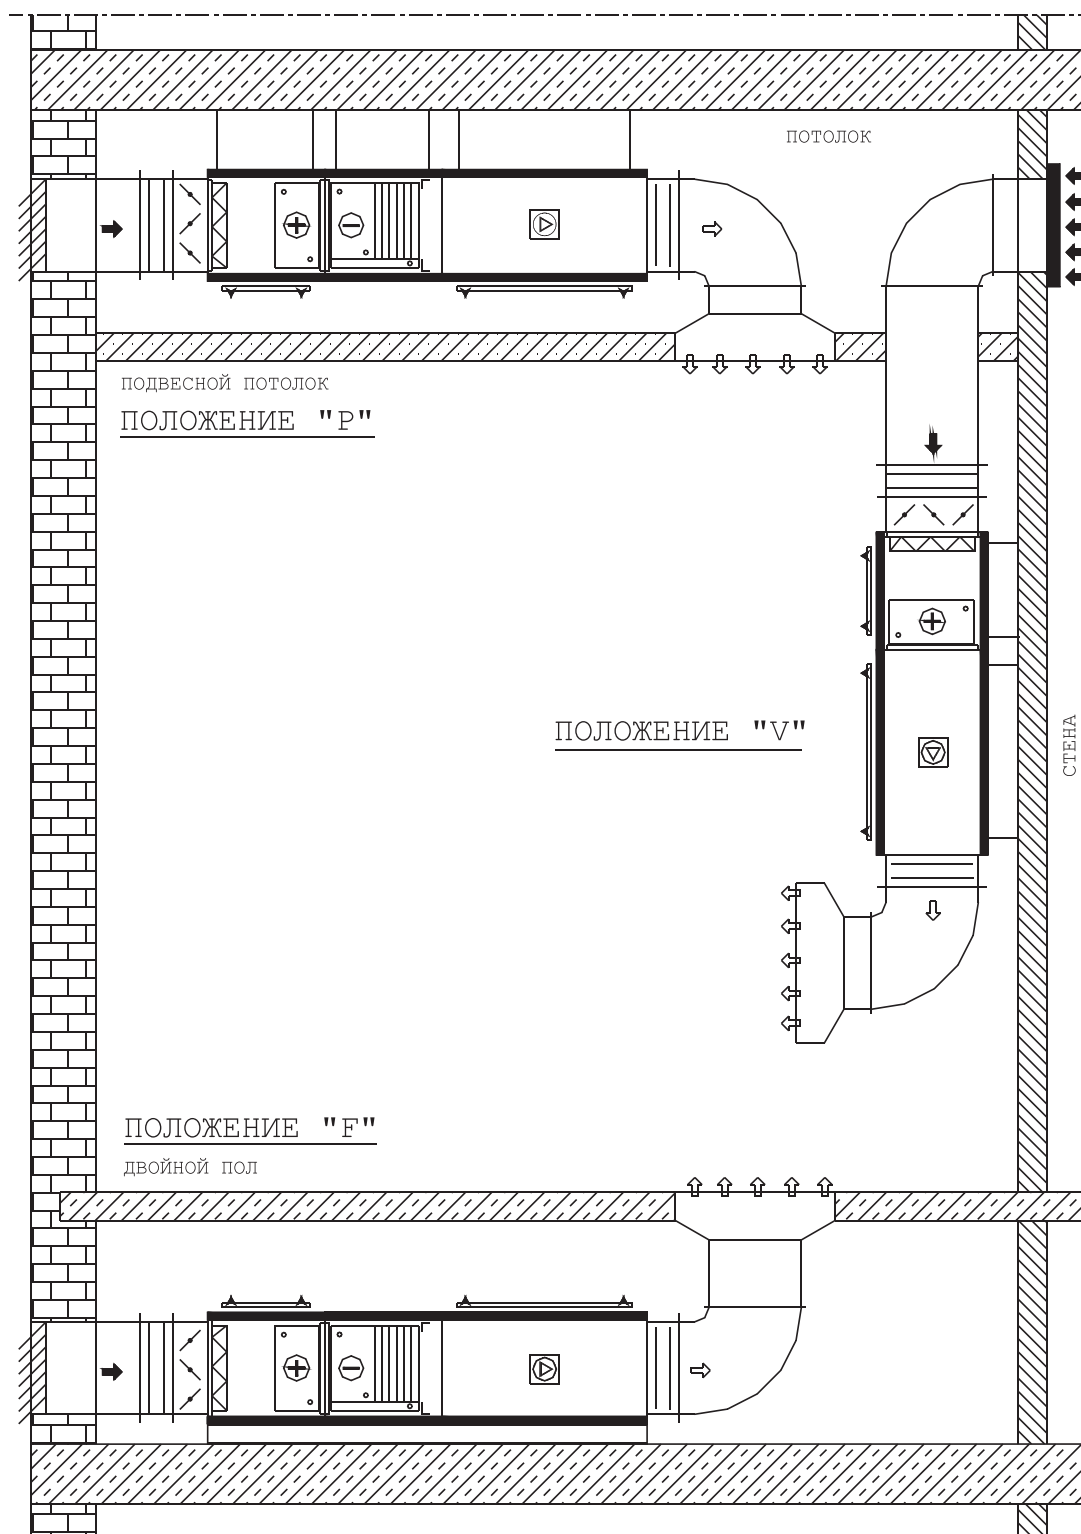 ПОТОЛОК
ПОДВЕСНОЙ ПОТОЛОК
ПОЛОЖЕНИЕ "P"
ПОЛОЖЕНИЕ "V"
СТЕНА
ПОЛОЖЕНИЕ "F"
ДВОЙНОЙ ПОЛ